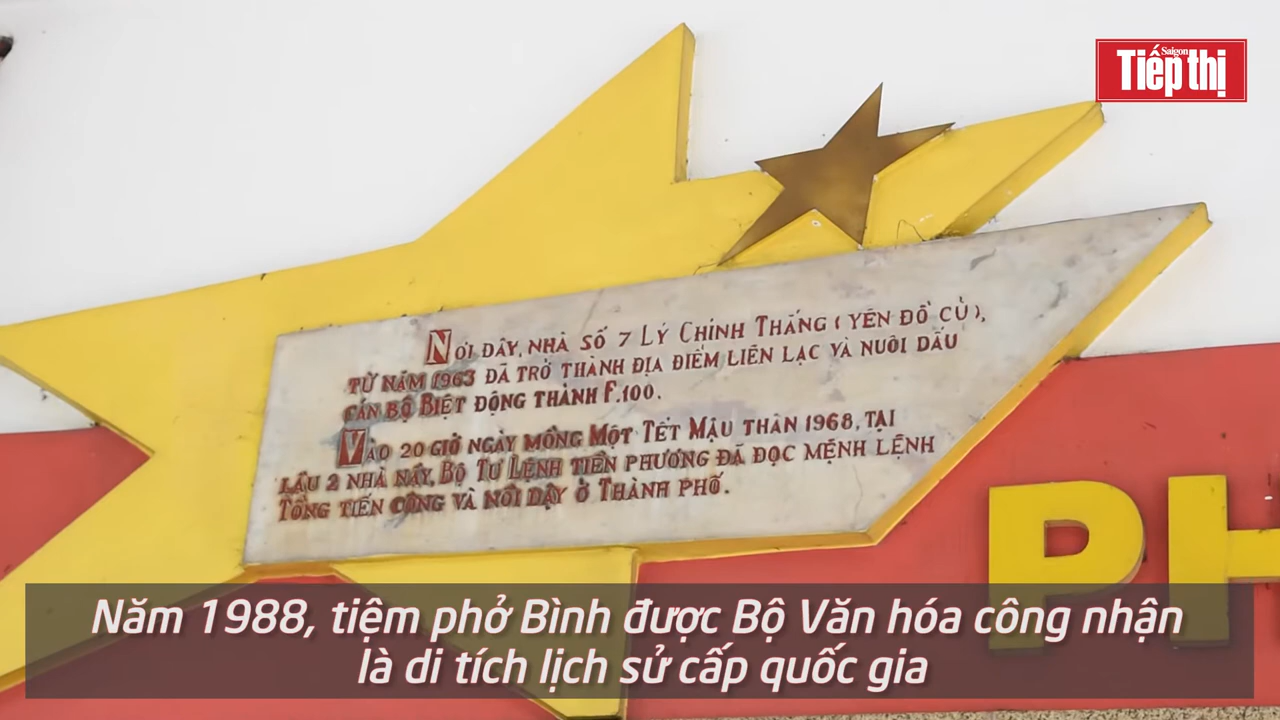 Saigon
Tiếp thị
NƠI ĐÂY, NHÀ SỐ 7 LÝ CHÍNH THẮNG (YÊN ĐỔ CŨ),
TỪ NĂM 1963 ĐÃ TRỞ THÀNH ĐỊA ĐIỂM LIÊN LẠC VÀ NUÔI DẤU
CÁN BỘ BIỆT ĐỘNG THÀNH F.100.
VÀO 20 GIỜ NGÀY MỒNG MỘT TẾT MẬU THÂN 1968, TẠI
LẦU 2 NHÀ NÀY, BỘ TƯ LỆNH TIỀN PHƯƠNG ĐÃ ĐỌC MỆNH LỆNH
TỔNG TIẾN CÔNG VÀ NỔI DẬY Ở THÀNH PHỐ.
PH
Năm 1988, tiệm phở Bình được Bộ Văn hóa công nhận
là di tích lịch sử cấp quốc gia